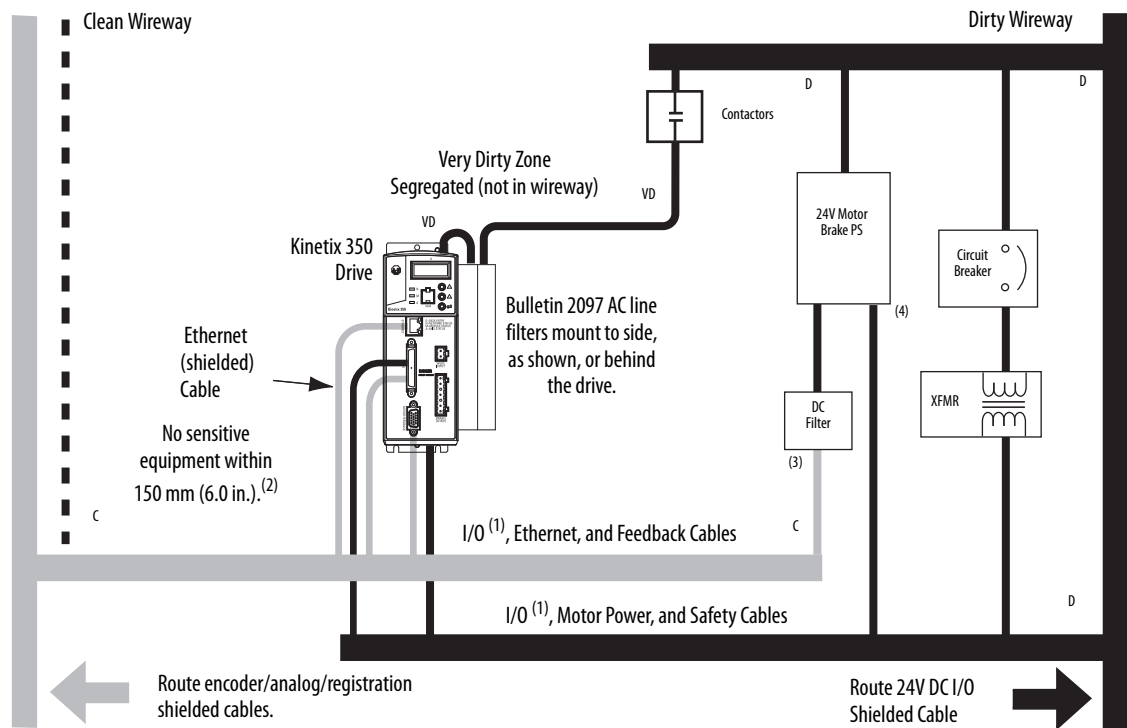 Clean Wireway
Dirty Wireway
D
D
Contactors
Very Dirty Zone
Segregated (not in wireway)
VD
VD
Kinetix 350
Drive
24V Motor
Brake PS
Circuit
Breaker
Kinetix 350
Bulletin 2097 AC line
filters mount to side,
as shown, or behind
the drive.
(4)
Ethernet
(shielded)
Cable
XFMR
DC
Filter
No sensitive
equipment within
150 mm (6.0 in.).(2)
(3)
C
C
I/O (1), Ethernet, and Feedback Cables
D
I/O (1), Motor Power, and Safety Cables
Route encoder/analog/registration
shielded cables.
Route 24V DC I/O
Shielded Cable